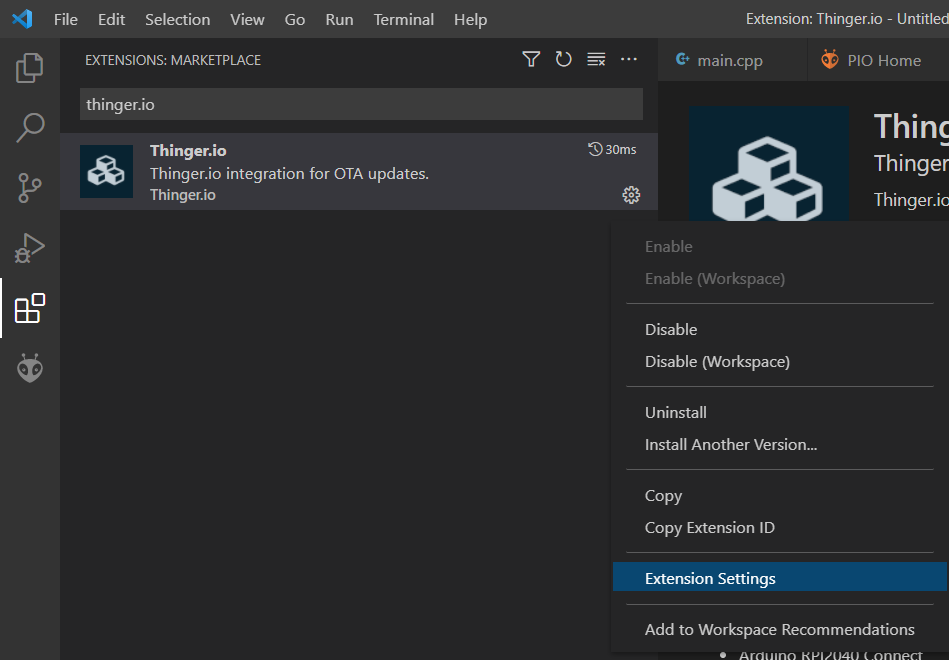 File Edit Selection View Go Run Terminal Help
Extension: Thinger.io - Untitled
EXTENSIONS: MARKETPLACE
main.cpp
PIO Home
thinger.io
Thinger.io
30ms
Thinger.io integration for OTA updates.
Thinger.io
Thing
Thinger
Thinger.io
Enable
Enable (Workspace)
Disable
Disable (Workspace)
Uninstall
Install Another Version...
Copy
Copy Extension ID
Extension Settings
Add to Workspace Recommendations
Arduino RP2040 Connect